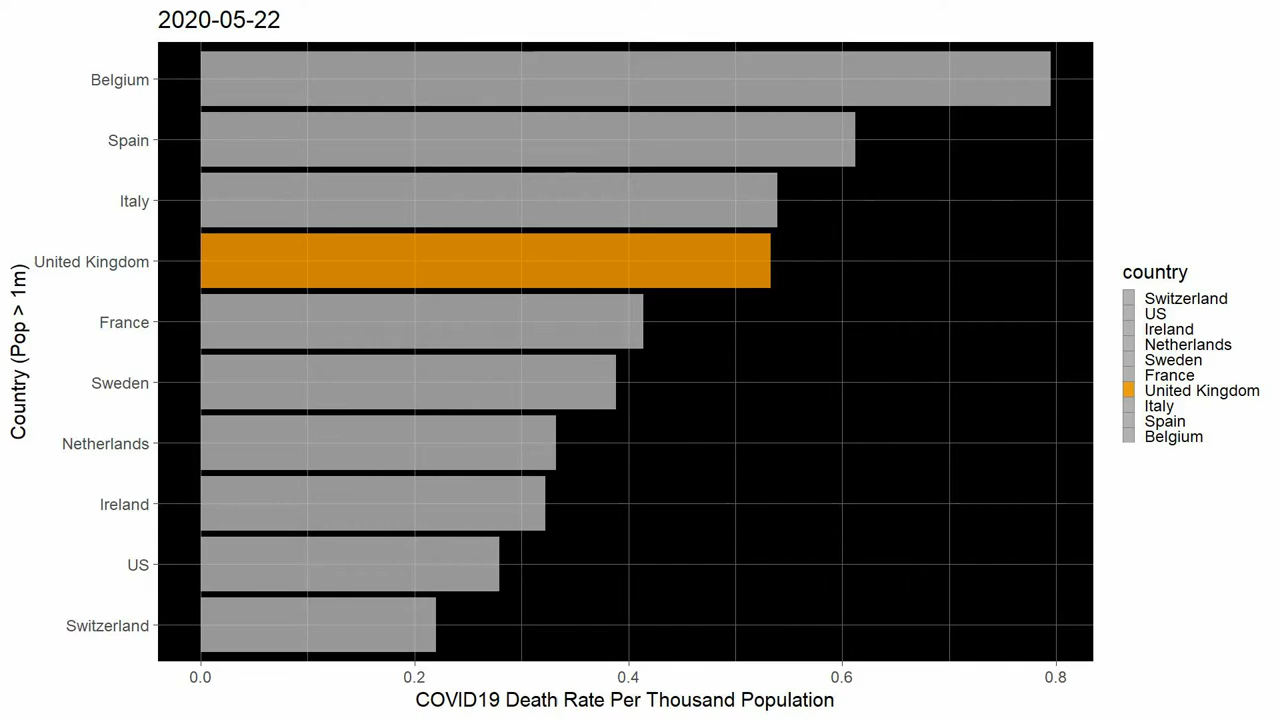 2020-05-22
Belgium
Spain
Italy
United Kingdom
France
Sweden
Netherlands
Ireland
US
Switzerland
Country (Pop > 1m)
0.0 0.2 0.4 0.6 0.8
COVID19 Death Rate Per Thousand Population
country
Switzerland
US
Ireland
Netherlands
Sweden
France
United Kingdom
Italy
Spain
Belgium